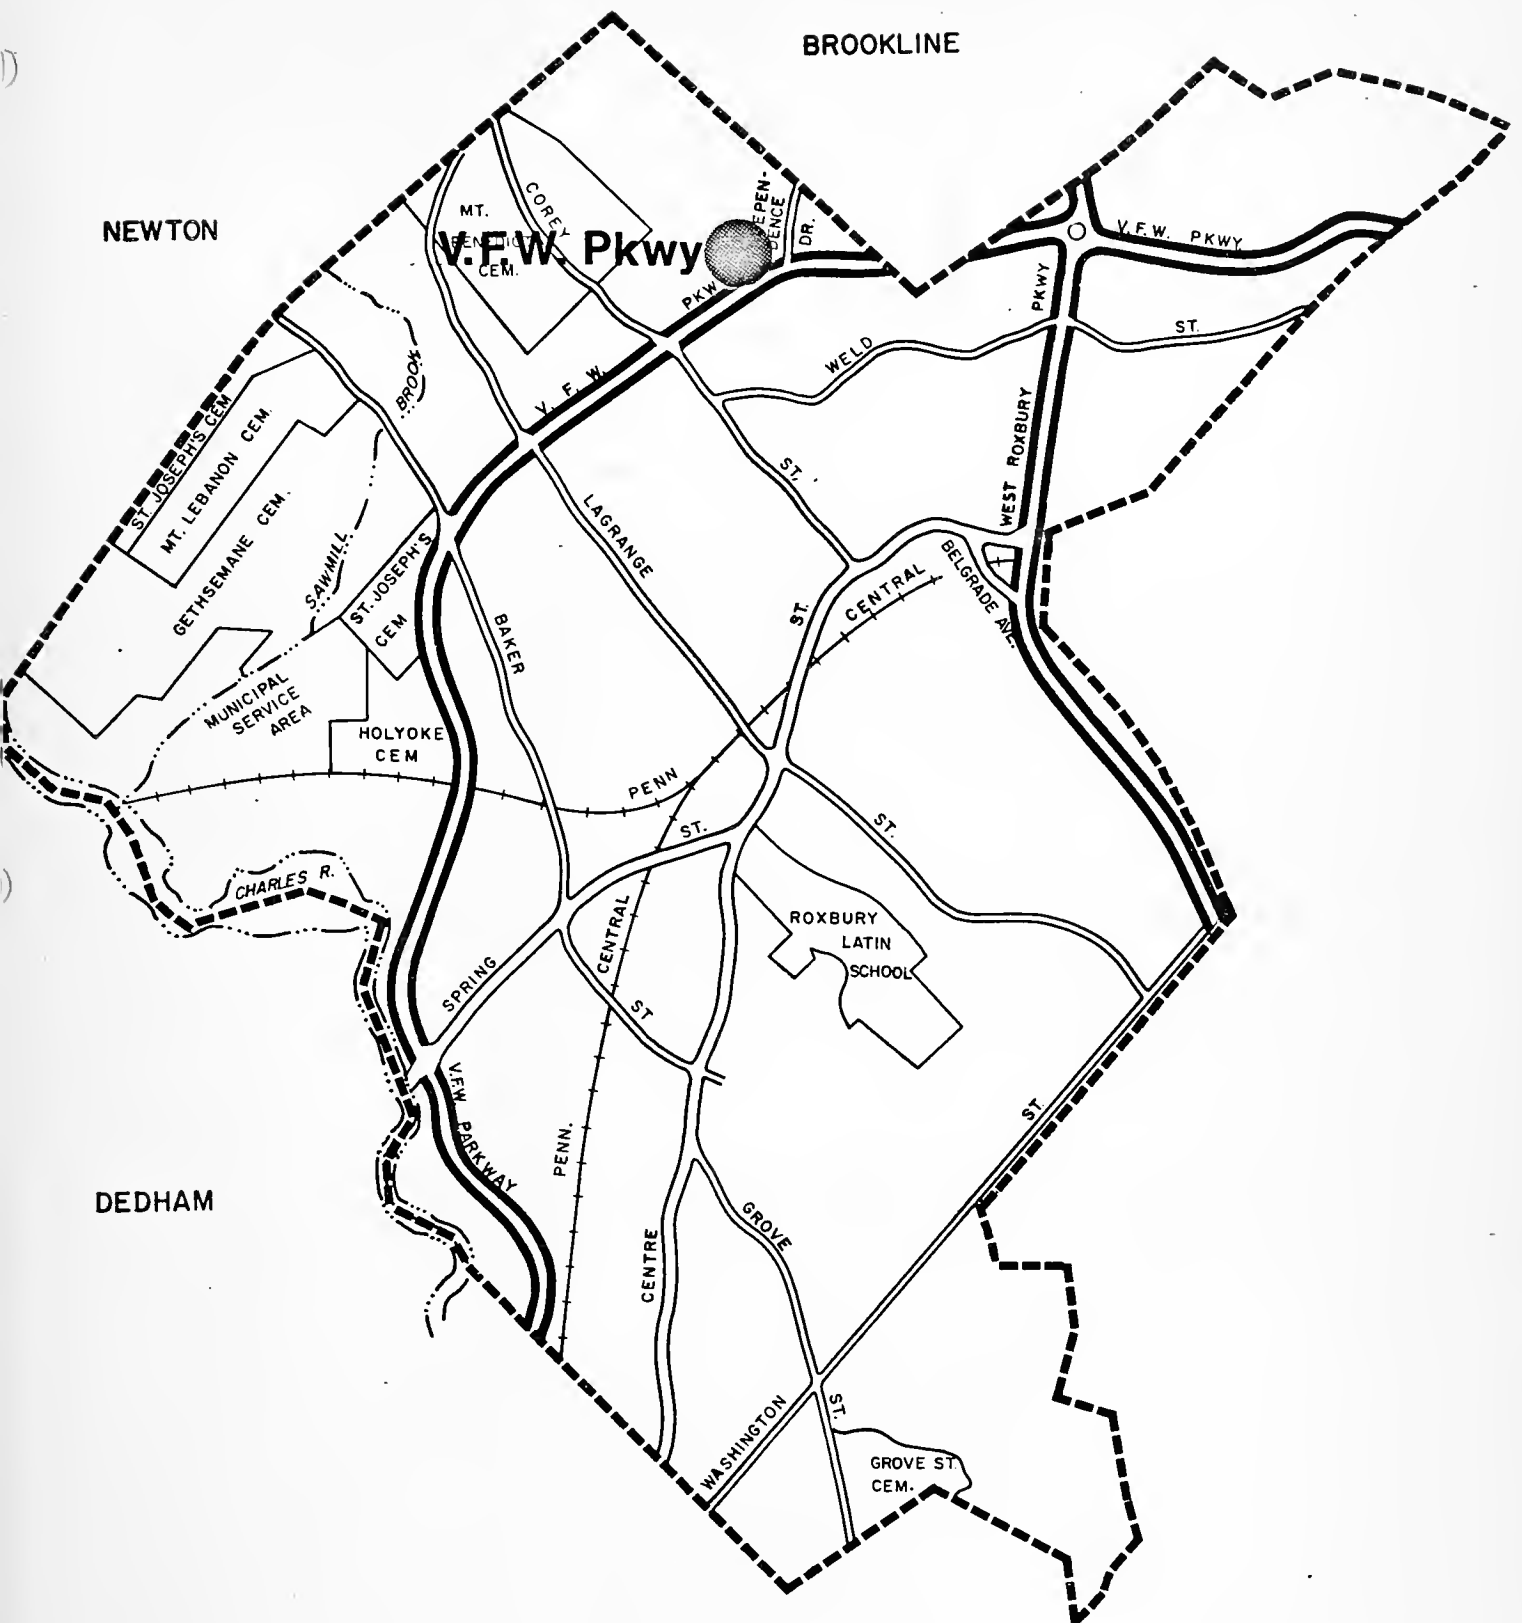 BROOKLINE
NEWTON
COREY
MT.
BENEDICT
CEM.
V.F.W. Pkwy
EPEN-
DENCE
DR.
PKW
V. F. W.
V.F.W. PKWY
PKWY
WEST ROXBURY
WELD
ST.
BROOK
SAWMILL
ST. JOSEPH'S CEM
MT. LEBANON CEM.
GETHSEMANE CEM.
ST. JOSEPH'S
CEM
LAGRANGE
ST.
ST.
CENTRAL
BELGRADE AVE.
BAKER
MUNICIPAL
SERVICE
AREA
HOLYOKE
CEM
PENN
ST.
ST.
CHARLES R.
SPRING
CENTRAL
ST
ROXBURY
LATIN
SCHOOL
V.F.W. PARKWAY
PENN.
ST.
DEDHAM
CENTRE
GROVE
WASHINGTON
ST.
GROVE ST.
CEM.